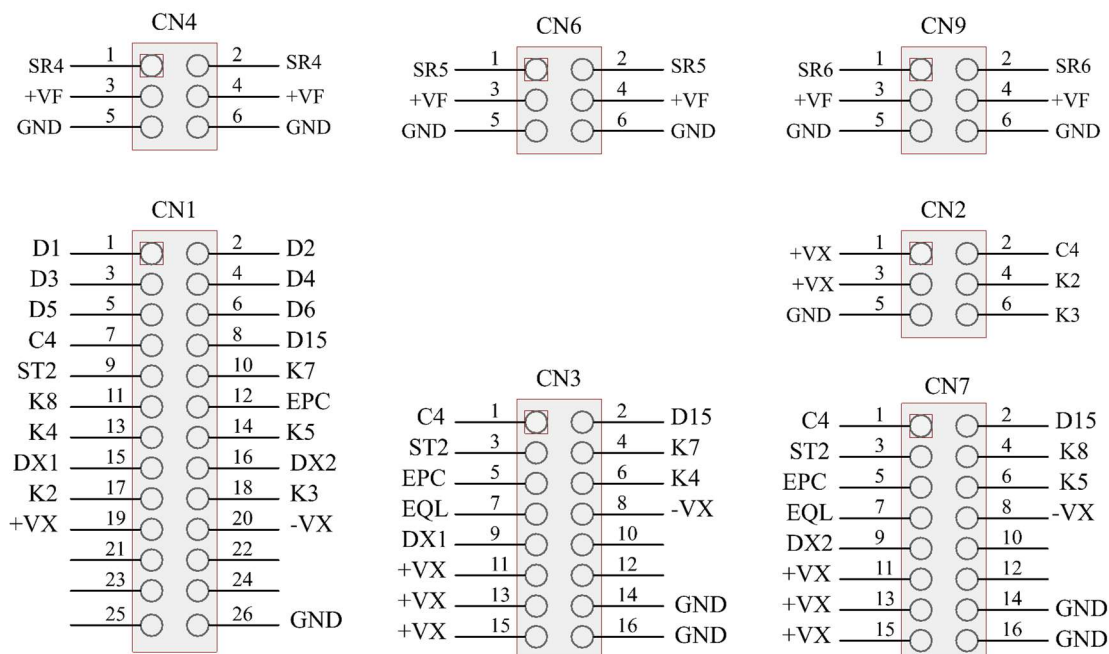 CN4
SR4 1 2 SR4
+VF 3 4 +VF
GND 5 6 GND
CN6
SR5 1 2 SR5
+VF 3 4 +VF
GND 5 6 GND
CN9
SR6 1 2 SR6
+VF 3 4 +VF
GND 5 6 GND
CN1
D1 1 2 D2
D3 3 4 D4
D5 5 6 D6
C4 7 8 D15
ST2 9 10 K7
K8 11 12 EPC
K4 13 14 K5
DX1 15 16 DX2
K2 17 18 K3
+VX 19 20 -VX
21 22
23 24
25 26 GND
CN2
+VX 1 2 C4
+VX 3 4 K2
GND 5 6 K3
CN3
C4 1 2 D15
ST2 3 4 K7
EPC 5 6 K4
EQL 7 8 -VX
DX1 9 10
+VX 11 12
+VX 13 14 GND
+VX 15 16 GND
CN7
C4 1 2 D15
ST2 3 4 K8
EPC 5 6 K5
EQL 7 8 -VX
DX2 9 10
+VX 11 12
+VX 13 14 GND
+VX 15 16 GND